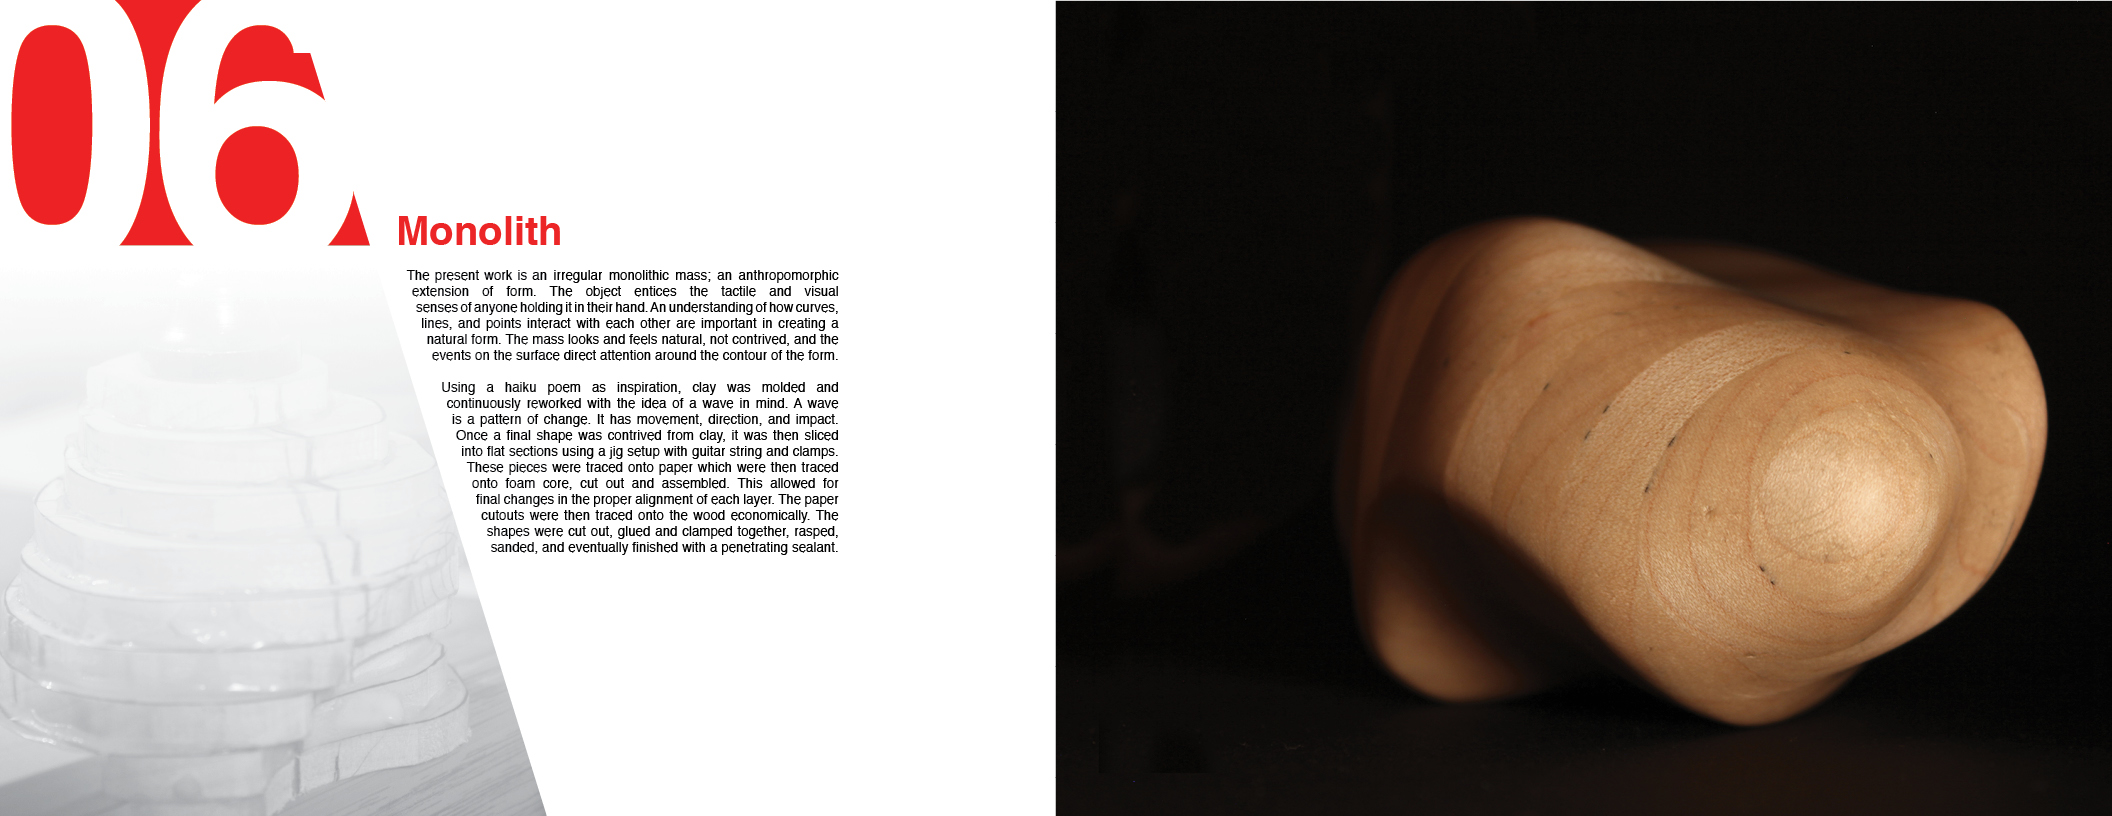 06
Monolith
The present work is an irregular monolithic mass; an anthropomorphic
extension of form. The object entices the tactile and visual
senses of anyone holding it in their hand. An understanding of how curves,
lines, and points interact with each other are important in creating a
natural form. The mass looks and feels natural, not contrived, and the
events on the surface direct attention around the contour of the form.
Using a haiku poem as inspiration, clay was molded and
continuously reworked with the idea of a wave in mind. A wave
is a pattern of change. It has movement, direction, and impact.
Once a final shape was contrived from clay, it was then sliced
into flat sections using a jig setup with guitar string and clamps.
These pieces were traced onto paper which were then traced
onto foam core, cut out and assembled. This allowed for
final changes in the proper alignment of each layer. The paper
cutouts were then traced onto the wood economically. The
shapes were cut out, glued and clamped together, rasped,
sanded, and eventually finished with a penetrating sealant.